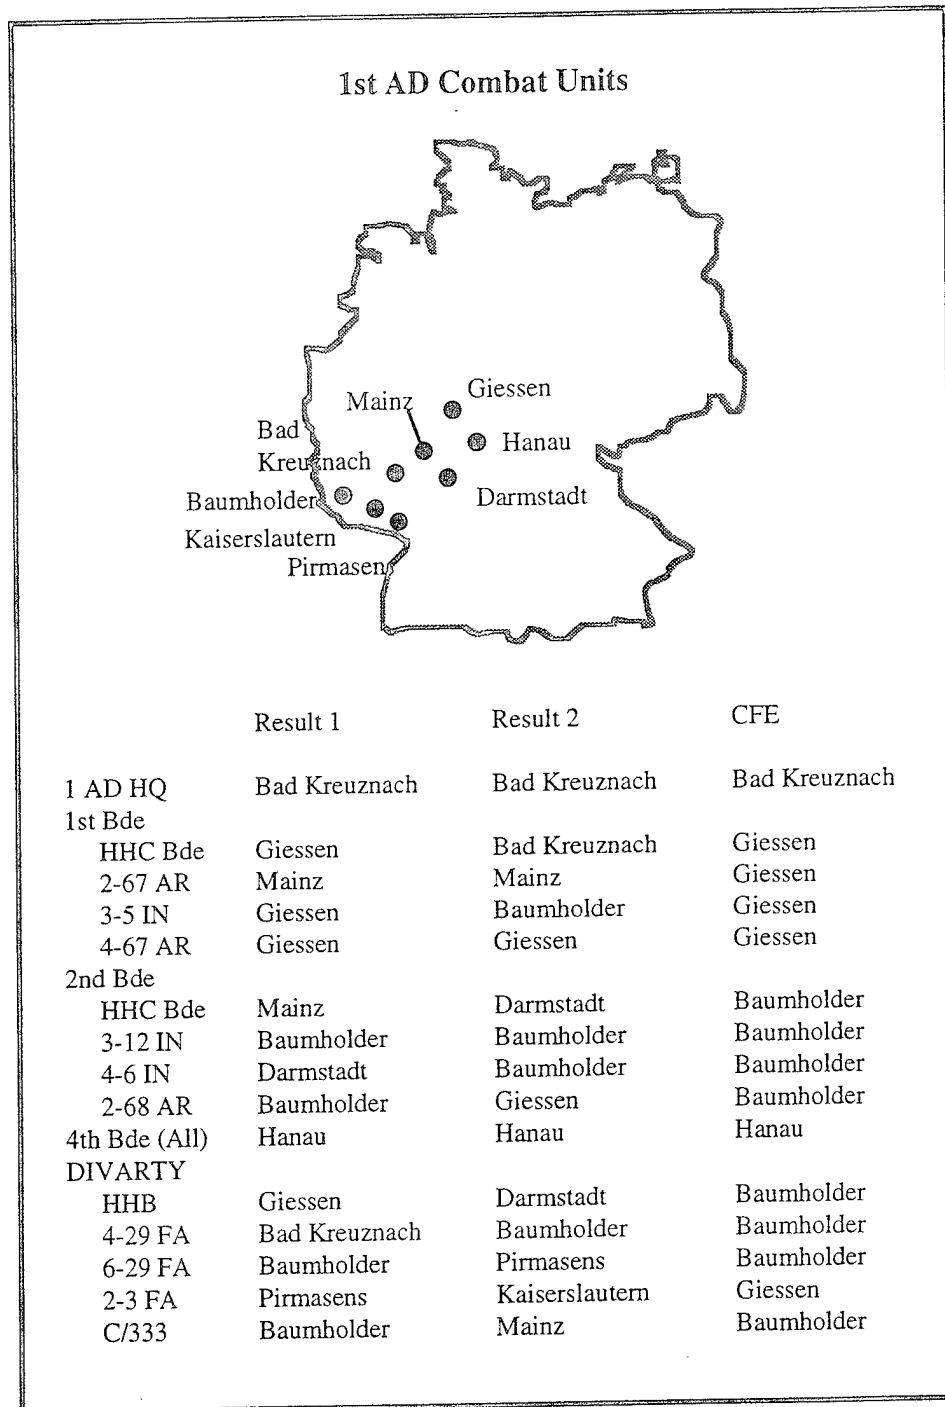 1st AD Combat Units
Giessen
Mainz
Bad
Hanau
Kreuznach
Darmstadt
Baumholder
Kaiserslautern
Pirmasens
Result 1 Result 2 CFE
1 AD HQ Bad Kreuznach Bad Kreuznach Bad Kreuznach
1st Bde
HHC Bde Giessen Bad Kreuznach Giessen
2-67 AR Mainz Mainz Giessen
3-5 IN Giessen Baumholder Giessen
4-67 AR Giessen Giessen Giessen
2nd Bde
HHC Bde Mainz Darmstadt Baumholder
3-12 IN Baumholder Baumholder Baumholder
4-6 IN Darmstadt Baumholder Baumholder
2-68 AR Baumholder Giessen Baumholder
4th Bde (All) Hanau Hanau Hanau
DIVARTY
HHB Giessen Darmstadt Baumholder
4-29 FA Bad Kreuznach Baumholder Baumholder
6-29 FA Baumholder Pirmasens Baumholder
2-3 FA Pirmasens Kaiserslautern Giessen
C/333 Baumholder Mainz Baumholder